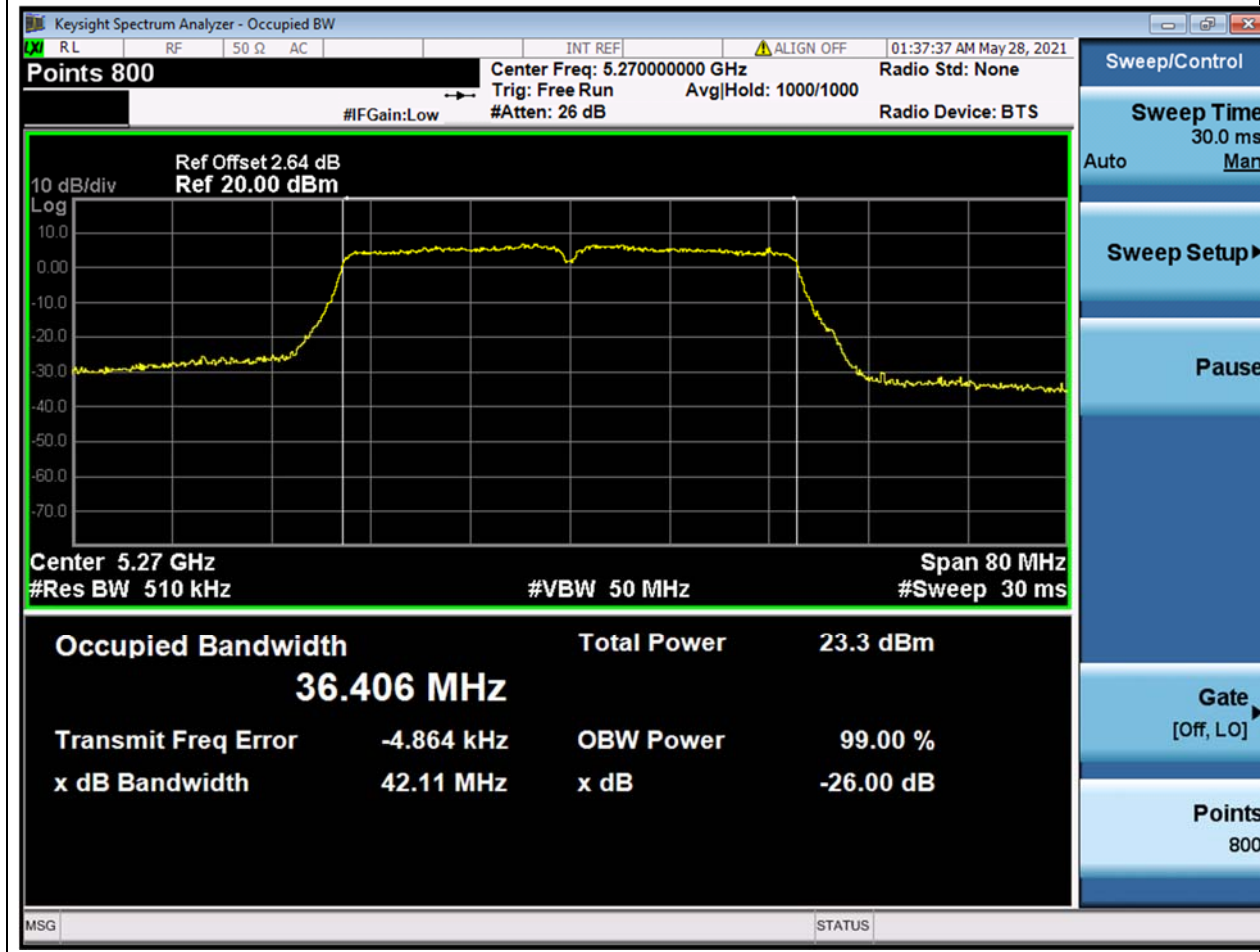 Keysight Spectrum Analyzer - Occupied BW
LXI RL RF 50 Ω AC INT REF ALIGN OFF 01:37:37 AM May 28, 2021
Points 800
Center Freq: 5.270000000 GHz Radio Std: None
Trig: Free Run Avg|Hold: 1000/1000
#IFGain:Low #Atten: 26 dB Radio Device: BTS
Ref Offset 2.64 dB
10 dB/div Ref 20.00 dBm
Log
10.0
0.00
-10.0
-20.0
-30.0
-40.0
-50.0
-60.0
-70.0
Center 5.27 GHz Span 80 MHz
#Res BW 510 kHz #VBW 50 MHz #Sweep 30 ms
Occupied Bandwidth Total Power 23.3 dBm
36.406 MHz
Transmit Freq Error -4.864 kHz OBW Power 99.00 %
x dB Bandwidth 42.11 MHz x dB -26.00 dB
MSG STATUS
Sweep/Control
Sweep Time
30.0 ms
Auto Man
Sweep Setup
Pause
Gate
[Off, LO]
Points
800